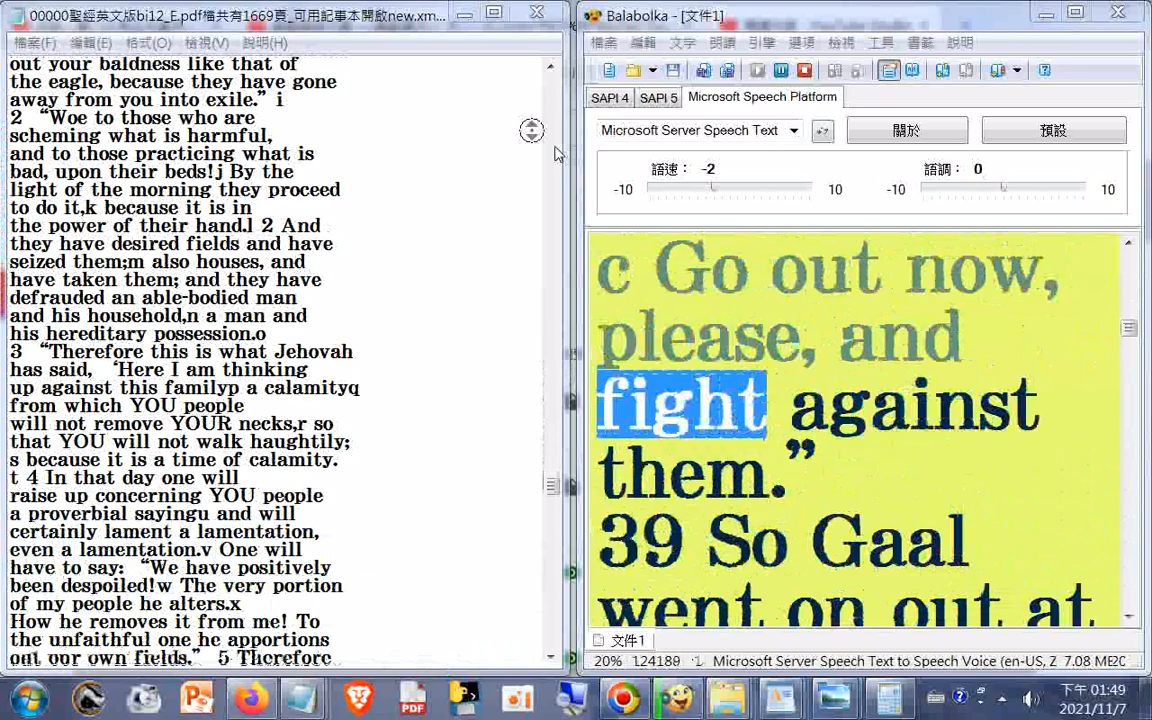 00000聖經英文版bi12_E.pdf檔共有1669頁_可用記事本開啟new.xm...
檔案(F) 編輯(E) 格式(O) 檢視(V) 說明(H)
out your baldness like that of
the eagle, because they have gone
away from you into exile.” i
2 “Woe to those who are
scheming what is harmful,
and to those practicing what is
bad, upon their beds!j By the
light of the morning they proceed
to do it,k because it is in
the power of their hand.l 2 And
they have desired fields and have
seized them;m also houses, and
have taken them; and they have
defrauded an able-bodied man
and his household,n a man and
his hereditary possession.o
3 “Therefore this is what Jehovah
has said, ‘Here I am thinking
up against this familyp a calamityq
from which YOU people
will not remove YOUR necks,r so
that YOU will not walk haughtily;
s because it is a time of calamity.
t 4 In that day one will
raise up concerning YOU people
a proverbial sayingu and will
certainly lament a lamentation,
even a lamentation.v One will
have to say: “We have positively
been despoiled!w The very portion
of my people he alters.x
How he removes it from me! To
the unfaithful one he apportions
out our own fields.” 5 Therefore
Balabolka - [文件1]
檔案 編輯 文字 朗讀 引擎 選項 檢視 工具 書籤 說明
SAPI 4 SAPI 5 Microsoft Speech Platform
Microsoft Server Speech Text 關於 預設
語速: -2 語調: 0
-10 10 -10 10
c Go out now,
please, and
fight against
them.”
39 So Gaal
went on out at
文件1
20% 124189 Microsoft Server Speech Text to Speech Voice (en-US, Z 7.08 ME
PDF
下午 01:49
2021/11/7